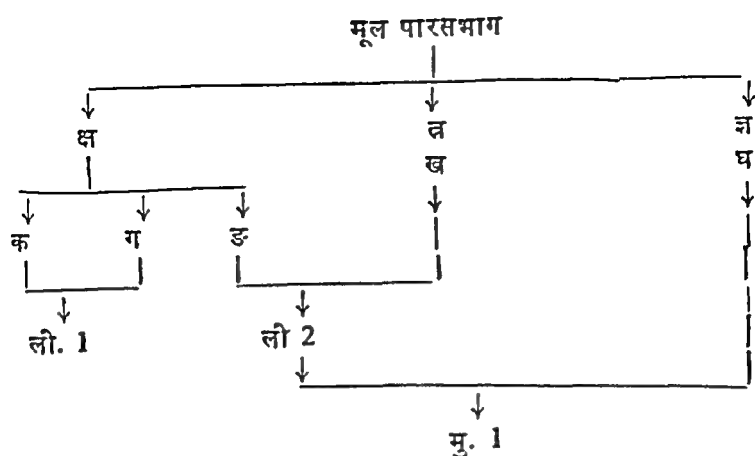 मूल पारसभाग
क्ष त्र ज्ञ
ख घ
क ग ङ
ली. 1 ली 2
मु. 1